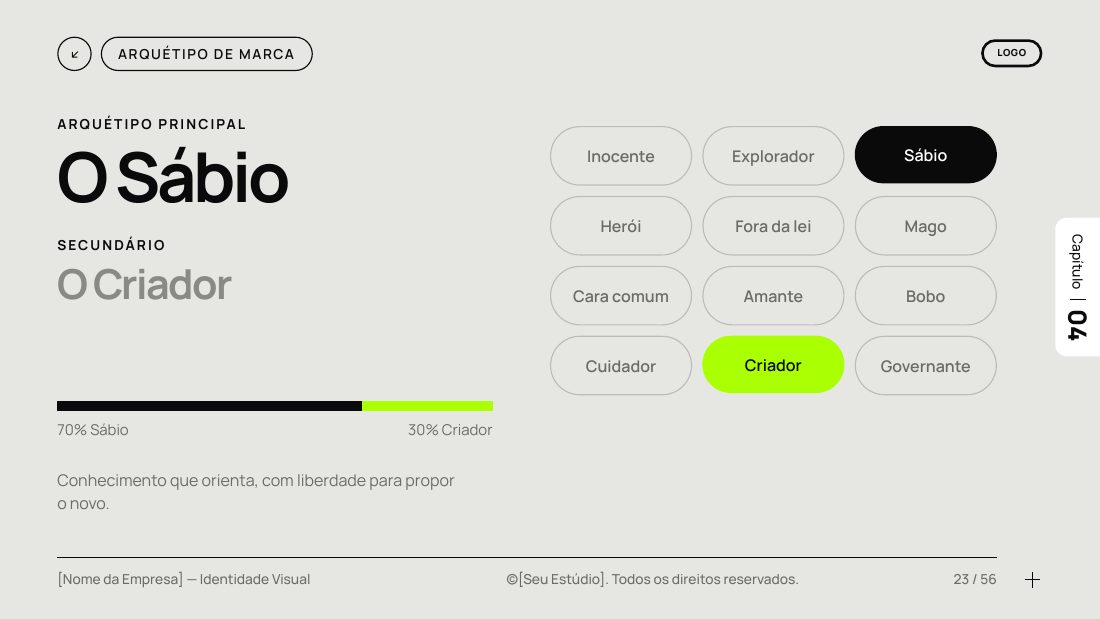 ARQUÉTIPO DE MARCA
LOGO
ARQUÉTIPO PRINCIPAL
O Sábio
SECUNDÁRIO
O Criador
70% Sábio
30% Criador
Conhecimento que orienta, com liberdade para propor
o novo.
Inocente
Explorador
Sábio
Herói
Fora da lei
Mago
Cara comum
Amante
Bobo
Cuidador
Criador
Governante
Capítulo | 04
[Nome da Empresa] — Identidade Visual
©[Seu Estúdio]. Todos os direitos reservados.
23 / 56